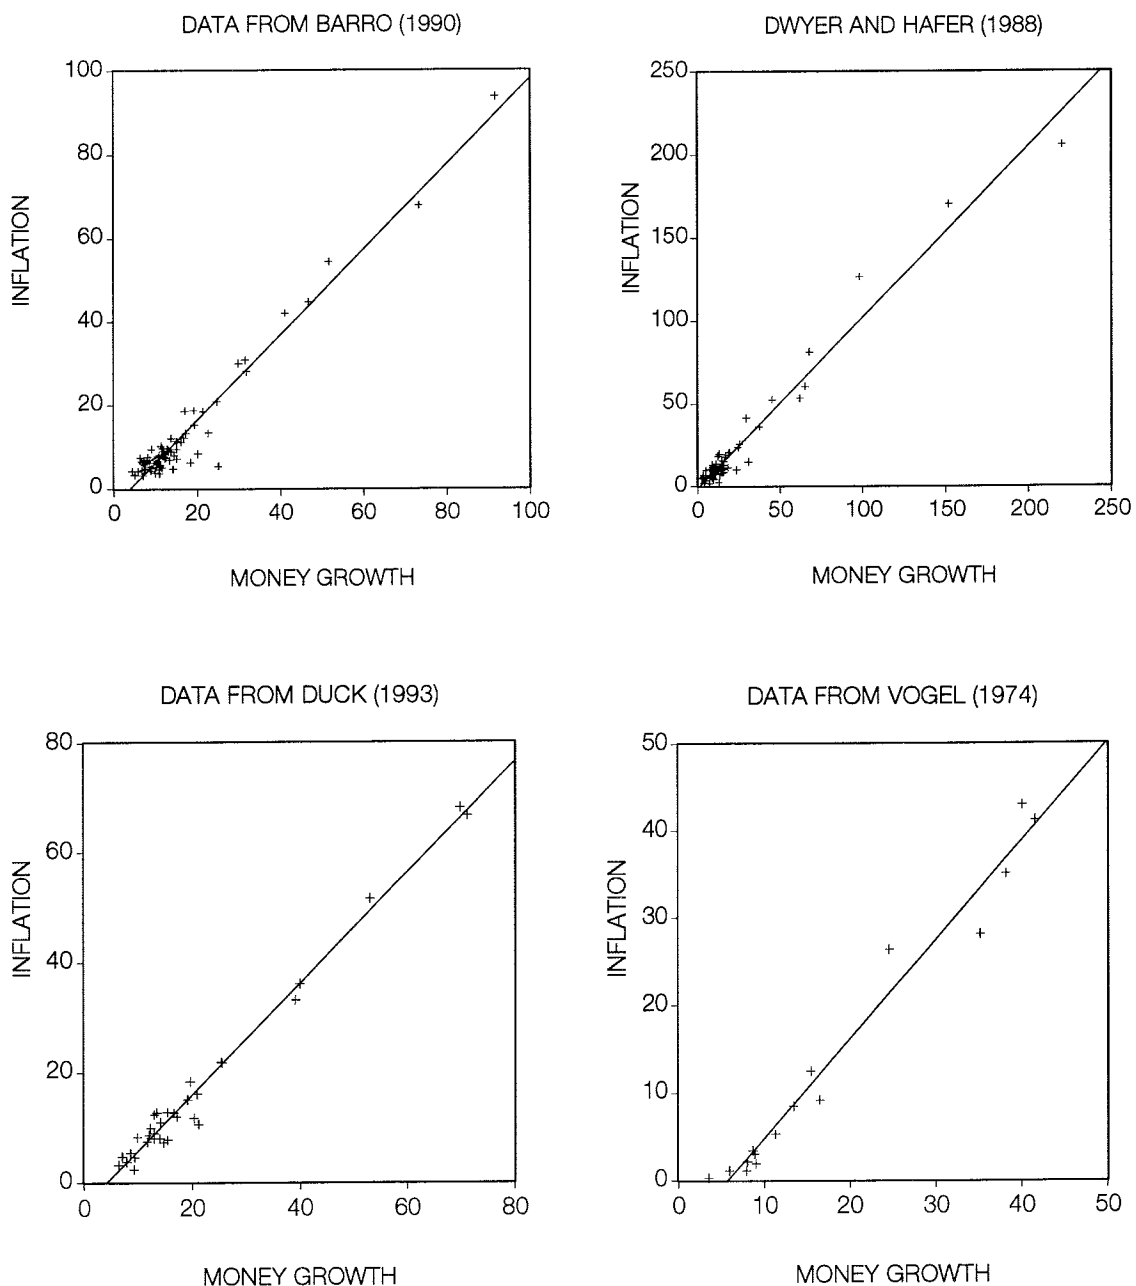 DATA FROM BARRO (1990)
INFLATION
100
80
60
40
20
0
0 20 40 60 80 100
MONEY GROWTH
DWYER AND HAFER (1988)
INFLATION
250
200
150
100
50
0
0 50 100 150 200 250
MONEY GROWTH
DATA FROM DUCK (1993)
INFLATION
80
60
40
20
0
0 20 40 60 80
MONEY GROWTH
DATA FROM VOGEL (1974)
INFLATION
50
40
30
20
10
0
0 10 20 30 40 50
MONEY GROWTH